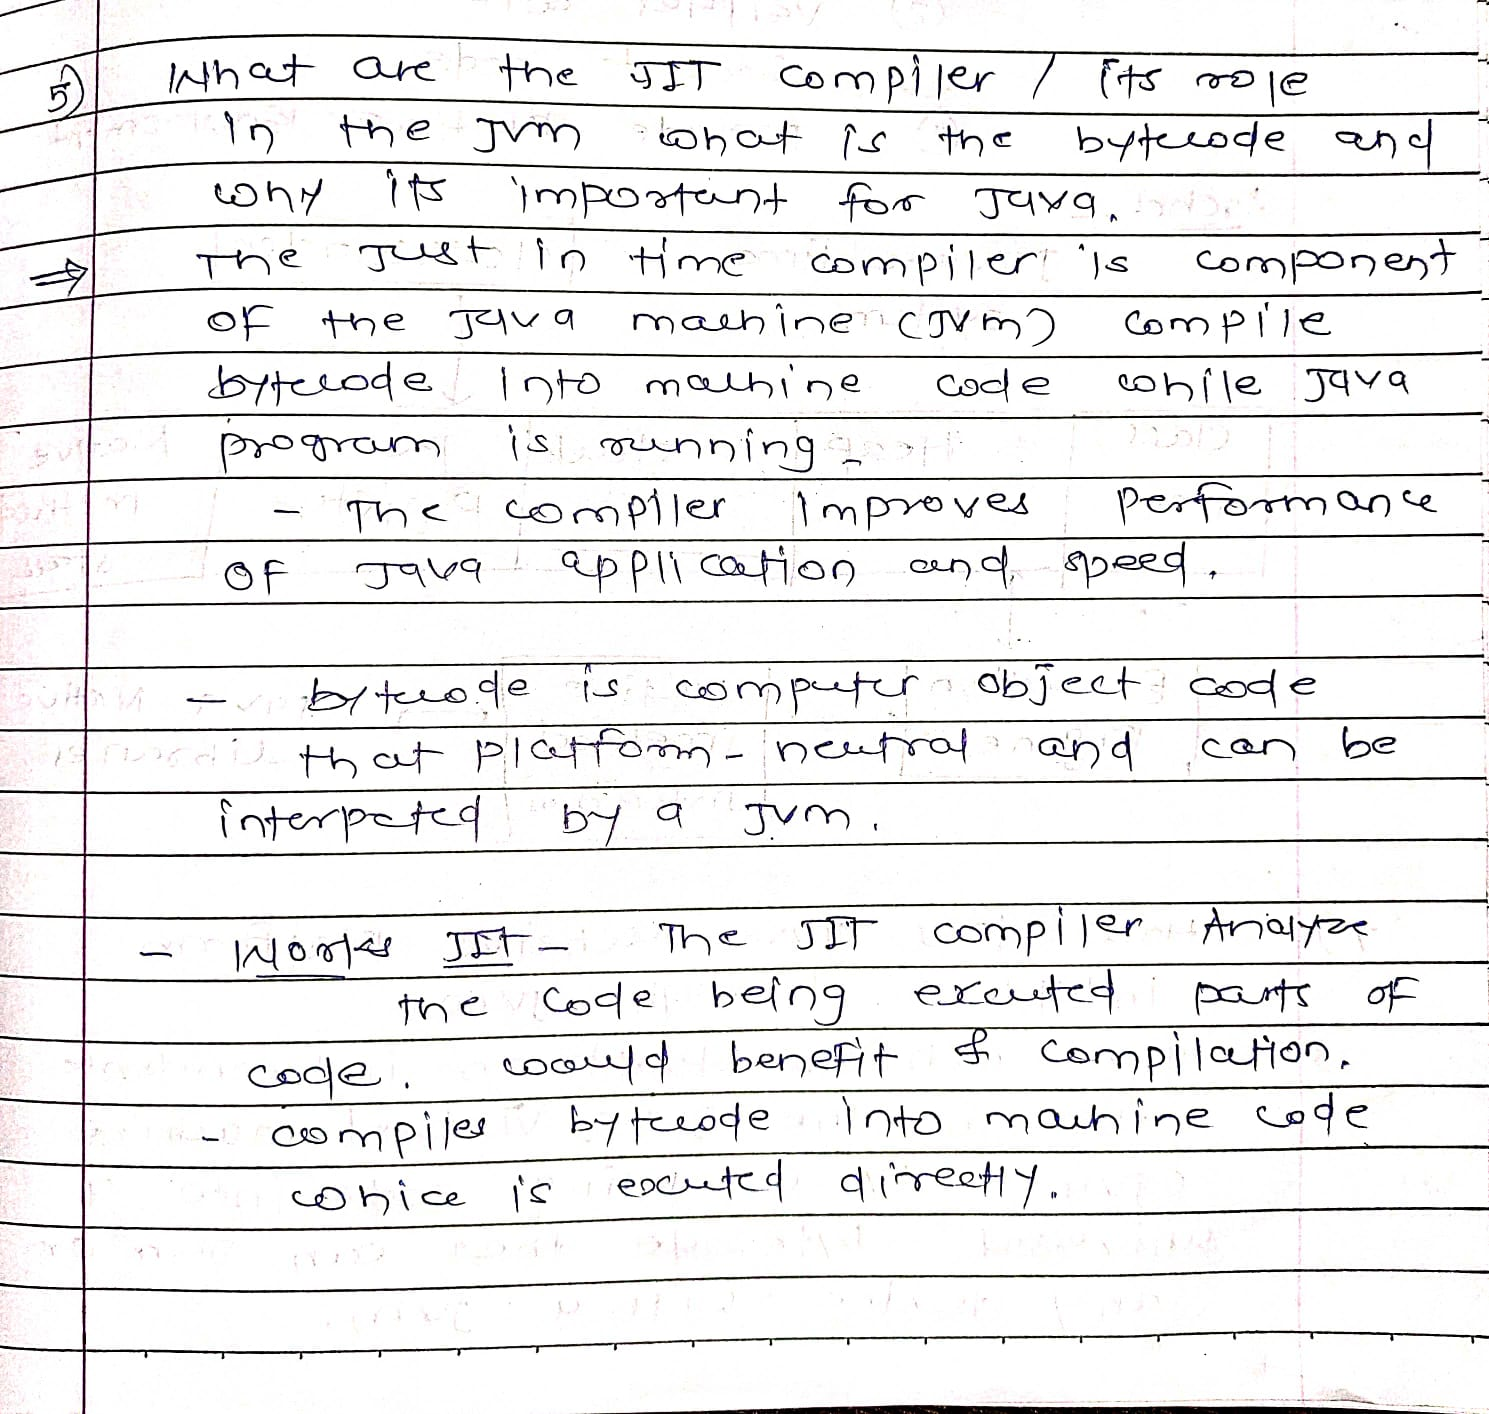 5) What are the JIT compiler / its role
in the Jvm what is the bytecode and
why its important for Java.
⇒ The Just in time compiler is component
of the Java machine (Jvm) compile
bytecode into machine code while Java
program is running.
- The compiler improves performance
of Java application and speed.
- bytecode is computer object code
that platform-neutral and can be
interpeted by a Jvm.
- Works JIT - The JIT compiler Analyze
the code being excuted parts of
code. would benefit of compilation.
- compiles bytecode into machine code
whice is excuted directly.